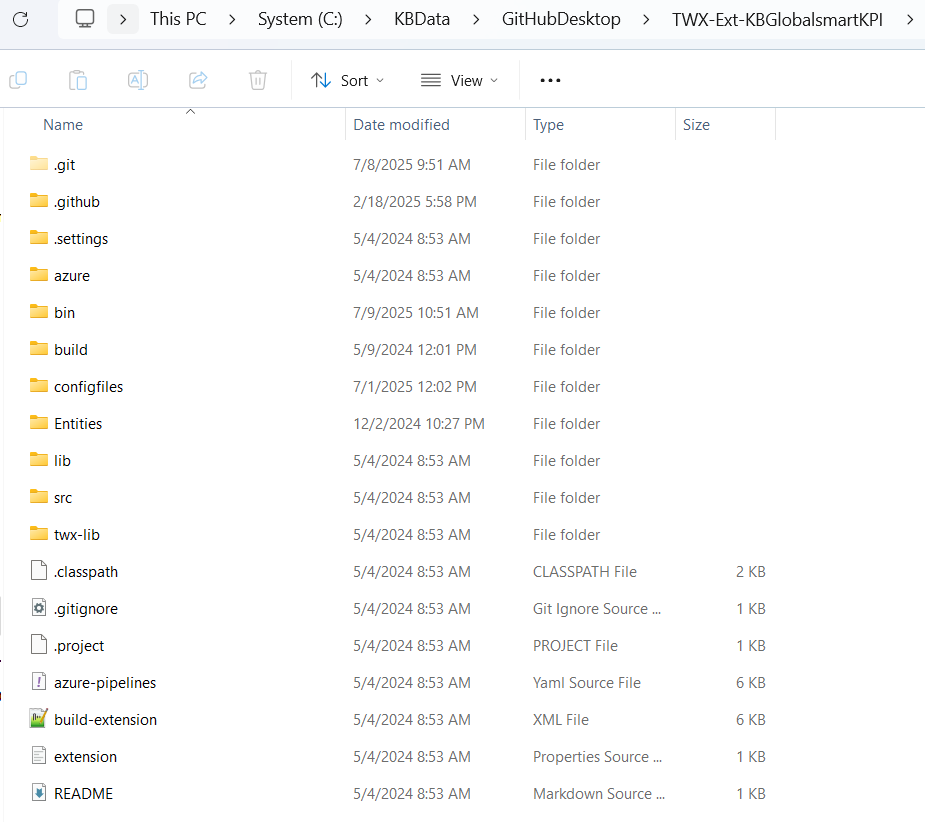 This PC > System (C:) > KBData > GitHubDesktop > TWX-Ext-KBGlobalsmartKPI >
Sort View ...
Name Date modified Type Size
.git 7/8/2025 9:51 AM File folder
.github 2/18/2025 5:58 PM File folder
.settings 5/4/2024 8:53 AM File folder
azure 5/4/2024 8:53 AM File folder
bin 7/9/2025 10:51 AM File folder
build 5/9/2024 12:01 PM File folder
configfiles 7/1/2025 12:02 PM File folder
Entities 12/2/2024 10:27 PM File folder
lib 5/4/2024 8:53 AM File folder
src 5/4/2024 8:53 AM File folder
twx-lib 5/4/2024 8:53 AM File folder
.classpath 5/4/2024 8:53 AM CLASSPATH File 2 KB
.gitignore 5/4/2024 8:53 AM Git Ignore Source ... 1 KB
.project 5/4/2024 8:53 AM PROJECT File 1 KB
azure-pipelines 5/4/2024 8:53 AM Yaml Source File 6 KB
build-extension 5/4/2024 8:53 AM XML File 6 KB
extension 5/4/2024 8:53 AM Properties Source ... 1 KB
README 5/4/2024 8:53 AM Markdown Source ... 1 KB